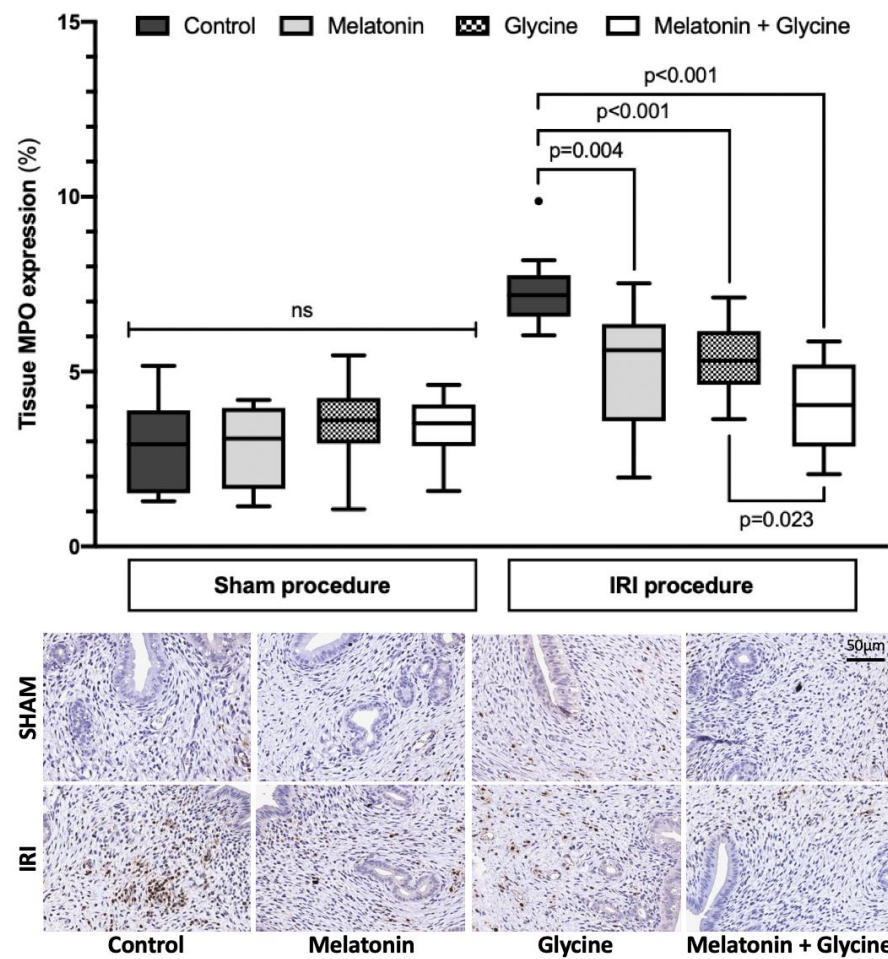 15
Control Melatonin Glycine Melatonin + Glycine
p<0.001
p<0.001
p=0.004
Tissue MPO expression (%)
10
ns
5
p=0.023
0
Sham procedure IRI procedure
50µm
SHAM
IRI
Control Melatonin Glycine Melatonin + Glycine